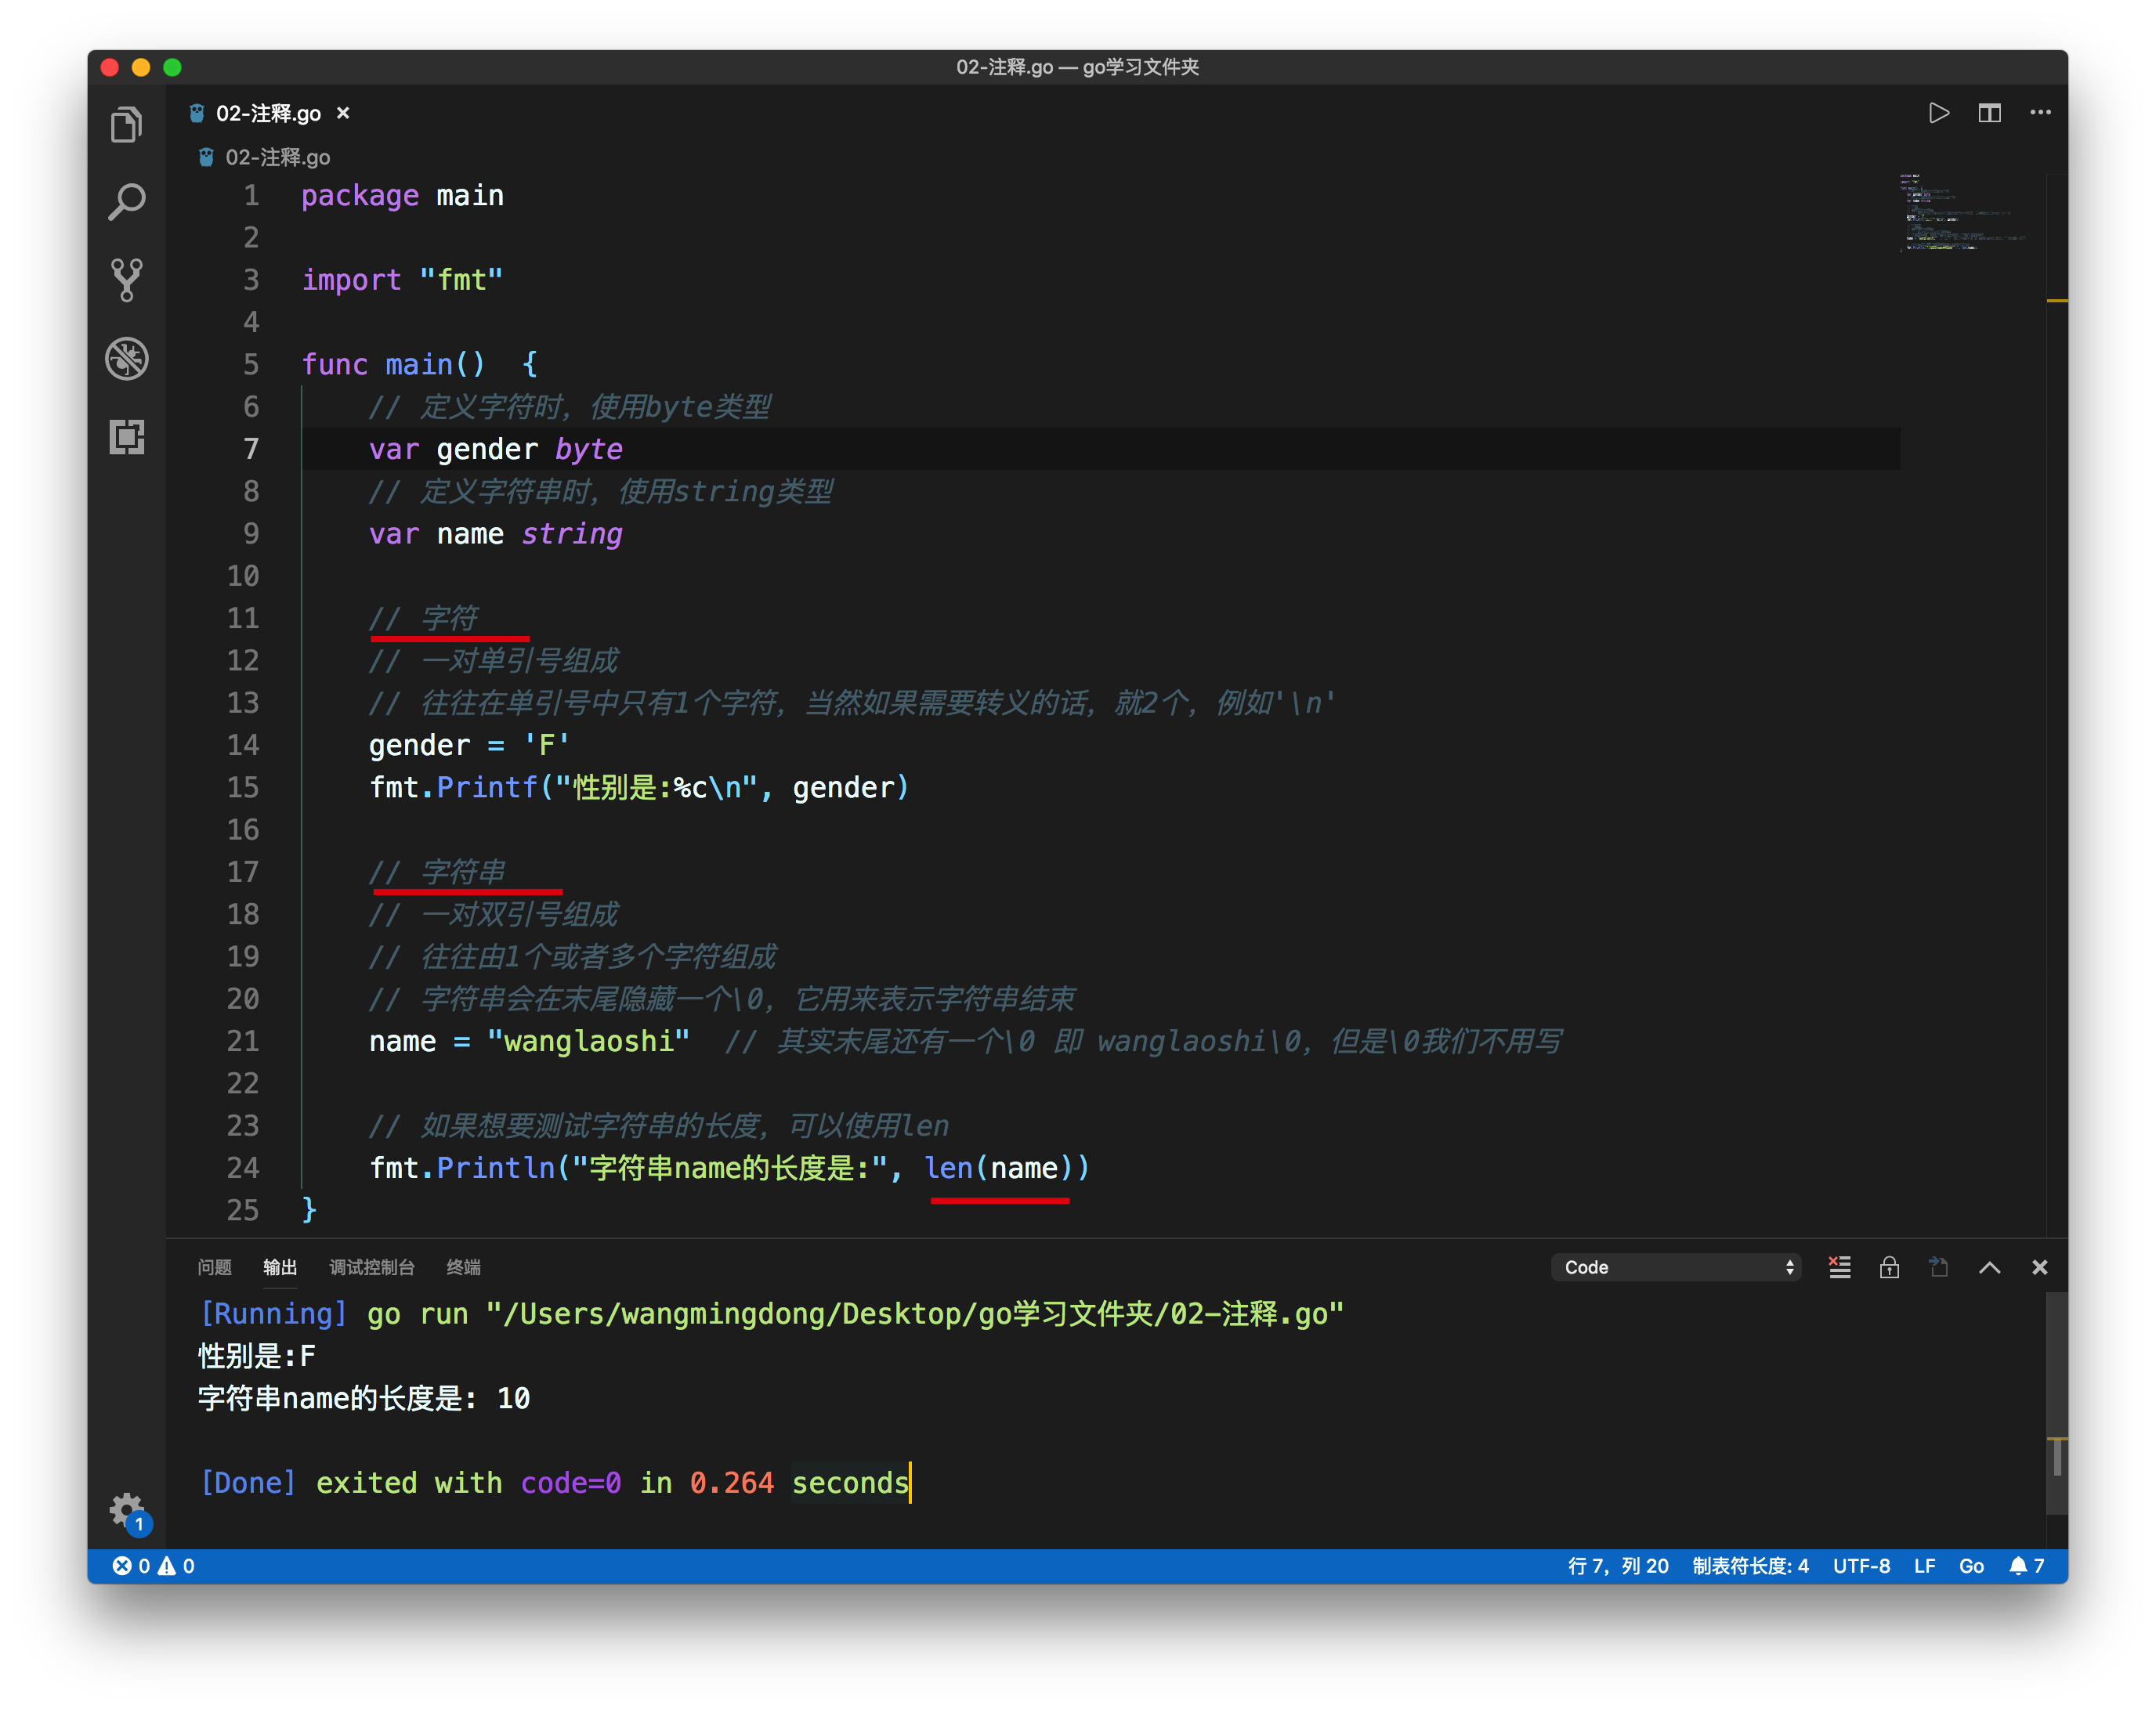 02-注释.go — go学习文件夹
02-注释.go ×
02-注释.go
1 package main
2
3 import "fmt"
4
5 func main()  {
6     // 定义字符时，使用byte类型
7     var gender byte
8     // 定义字符串时，使用string类型
9     var name string
10
11     // 字符
12     // 一对单引号组成
13     // 往往在单引号中只有1个字符，当然如果需要转义的话，就2个，例如'\n'
14     gender = 'F'
15     fmt.Printf("性别是:%c\n", gender)
16
17     // 字符串
18     // 一对双引号组成
19     // 往往由1个或者多个字符组成
20     // 字符串会在末尾隐藏一个\0，它用来表示字符串结束
21     name = "wanglaoshi"  // 其实末尾还有一个\0 即 wanglaoshi\0，但是\0我们不用写
22
23     // 如果想要测试字符串的长度，可以使用len
24     fmt.Println("字符串name的长度是:", len(name))
25 }
问题 输出 调试控制台 终端 Code
[Running] go run "/Users/wangmingdong/Desktop/go学习文件夹/02-注释.go"
性别是:F
字符串name的长度是: 10
[Done] exited with code=0 in 0.264 seconds
1
0 0 行 7，列 20 制表符长度: 4 UTF-8 LF Go 7